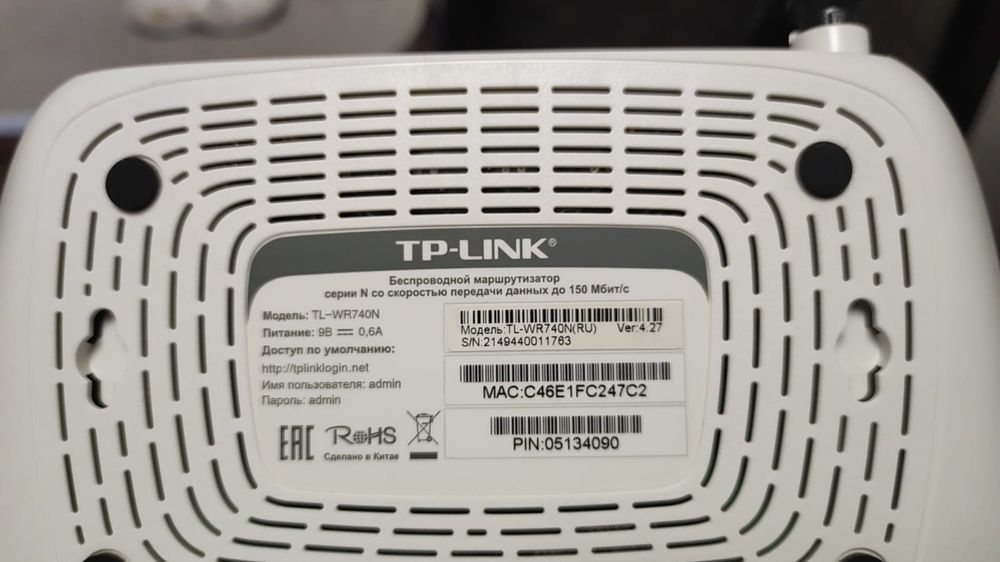 TP-LINK®
Беспроводной маршрутизатор
серии N со скоростью передачи данных до 150 Мбит/с
Модель: TL-WR740N
Питание: 9В ⎓ 0,6A
Доступ по умолчанию:
http://tplinklogin.net
Имя пользователя: admin
Пароль: admin
EAC RoHS
Сделано в Китае
Модель:TL-WR740N(RU) Ver:4.27
S/N:2149440011763
MAC:C46E1FC247C2
PIN:05134090